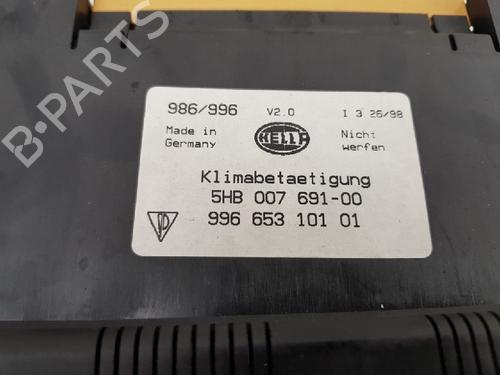 986/996 V2.0 I 3 26/98
Made in Germany
HELLA
Nicht werfen
Klimabetaetigung
5HB 007 691-00
996 653 101 01
B-PARTS